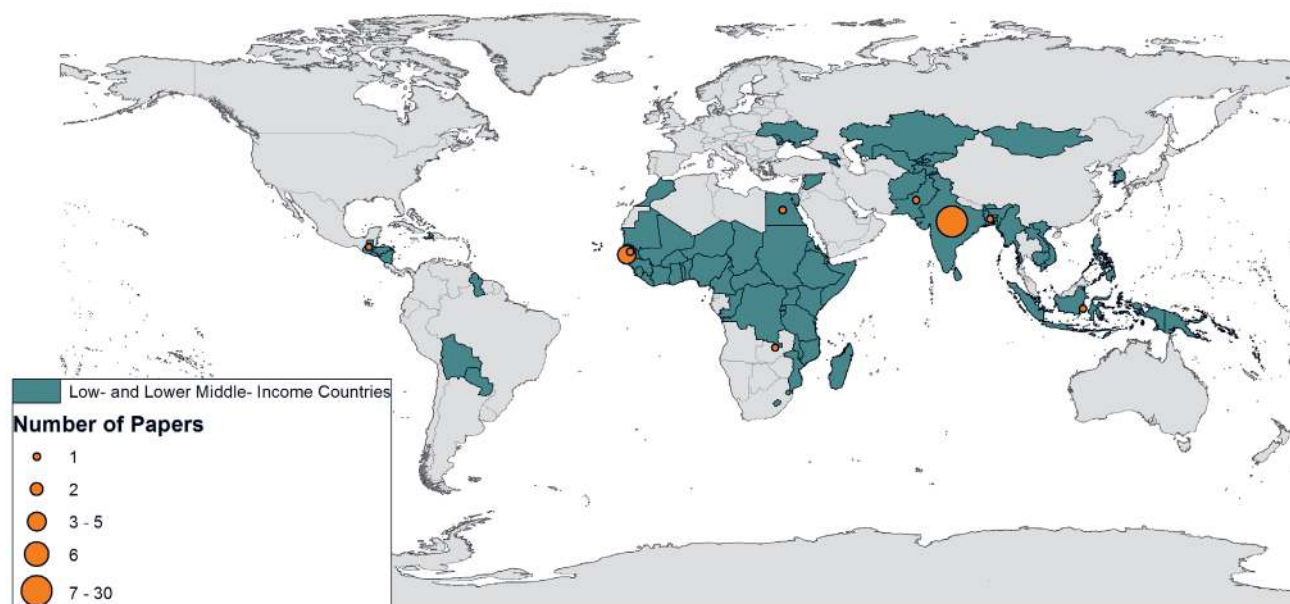 Low- and Lower Middle- Income Countries
Number of Papers
1
2
3 - 5
6
7 - 30